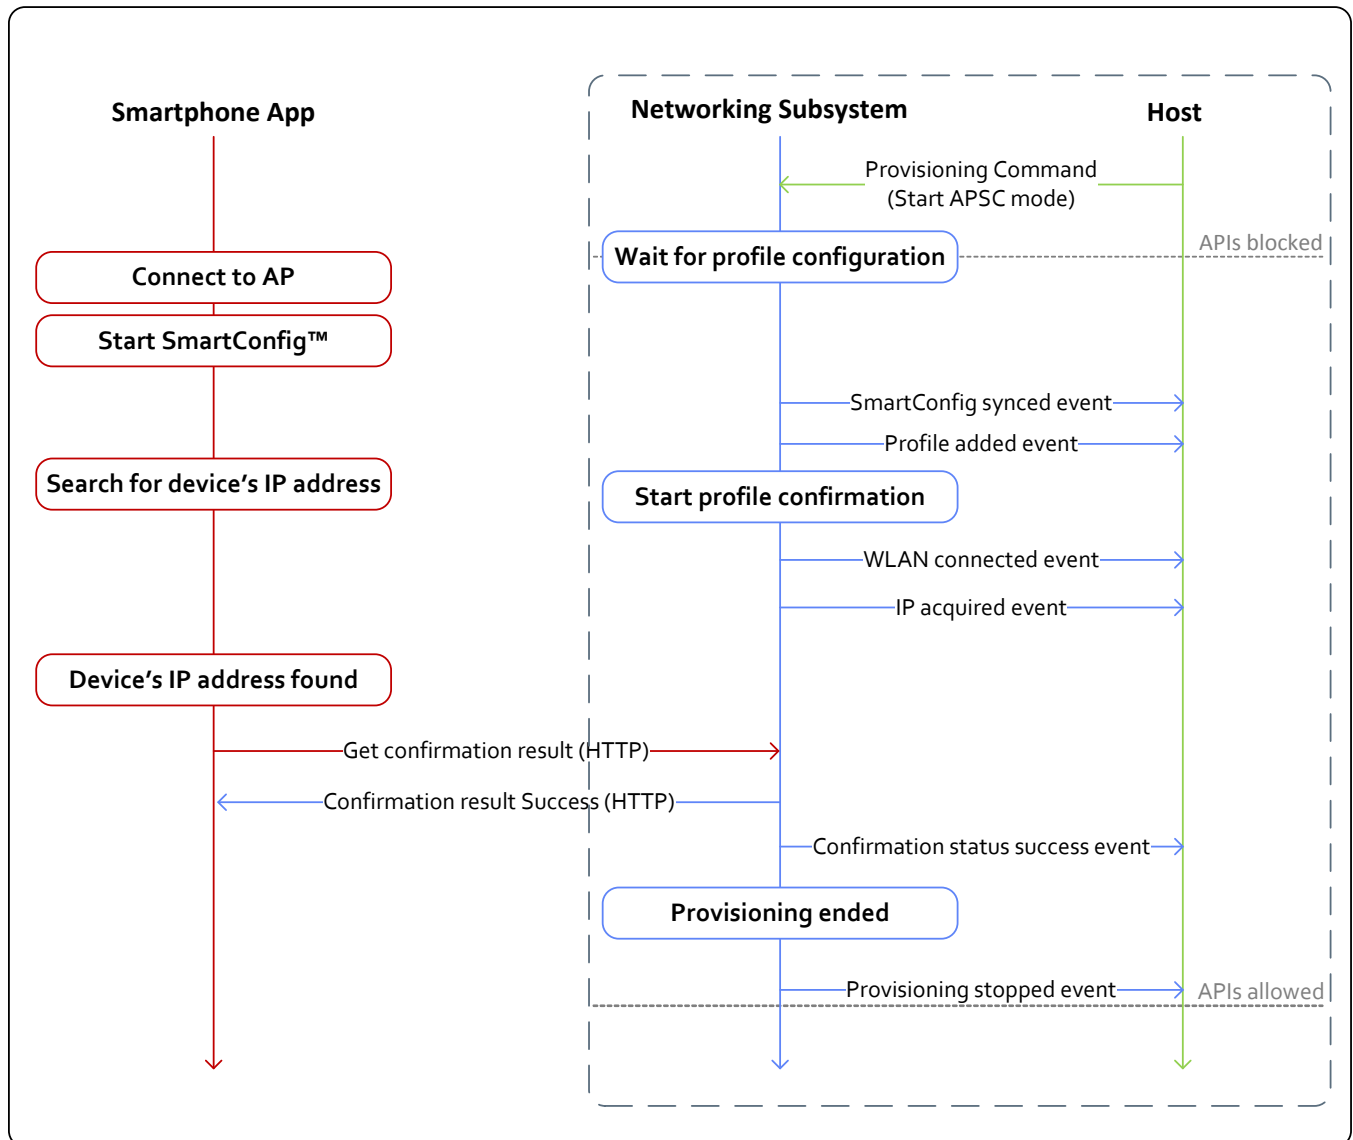 Smartphone App
Networking Subsystem
Host
Provisioning Command
(Start APSC mode)
APIs blocked
Wait for profile configuration
Connect to AP
Start SmartConfig™
SmartConfig synced event
Profile added event
Search for device’s IP address
Start profile confirmation
WLAN connected event
IP acquired event
Device’s IP address found
Get confirmation result (HTTP)
Confirmation result Success (HTTP)
Confirmation status success event
Provisioning ended
Provisioning stopped event
APIs allowed